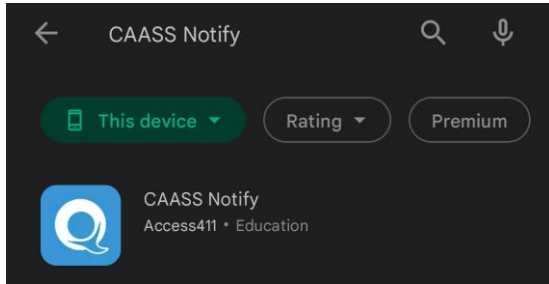 CAASS Notify
This device
Rating
Premium
CAASS Notify
Access411 • Education